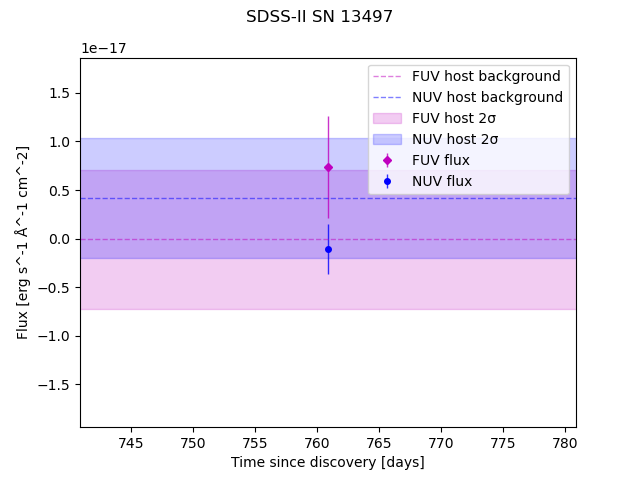 SDSS-II SN 13497
1e−17
FUV host background
NUV host background
FUV host 2σ
NUV host 2σ
FUV flux
NUV flux
1.5
1.0
0.5
0.0
−0.5
−1.0
−1.5
Flux [erg s^-1 Å^-1 cm^-2]
745
750
755
760
765
770
775
780
Time since discovery [days]